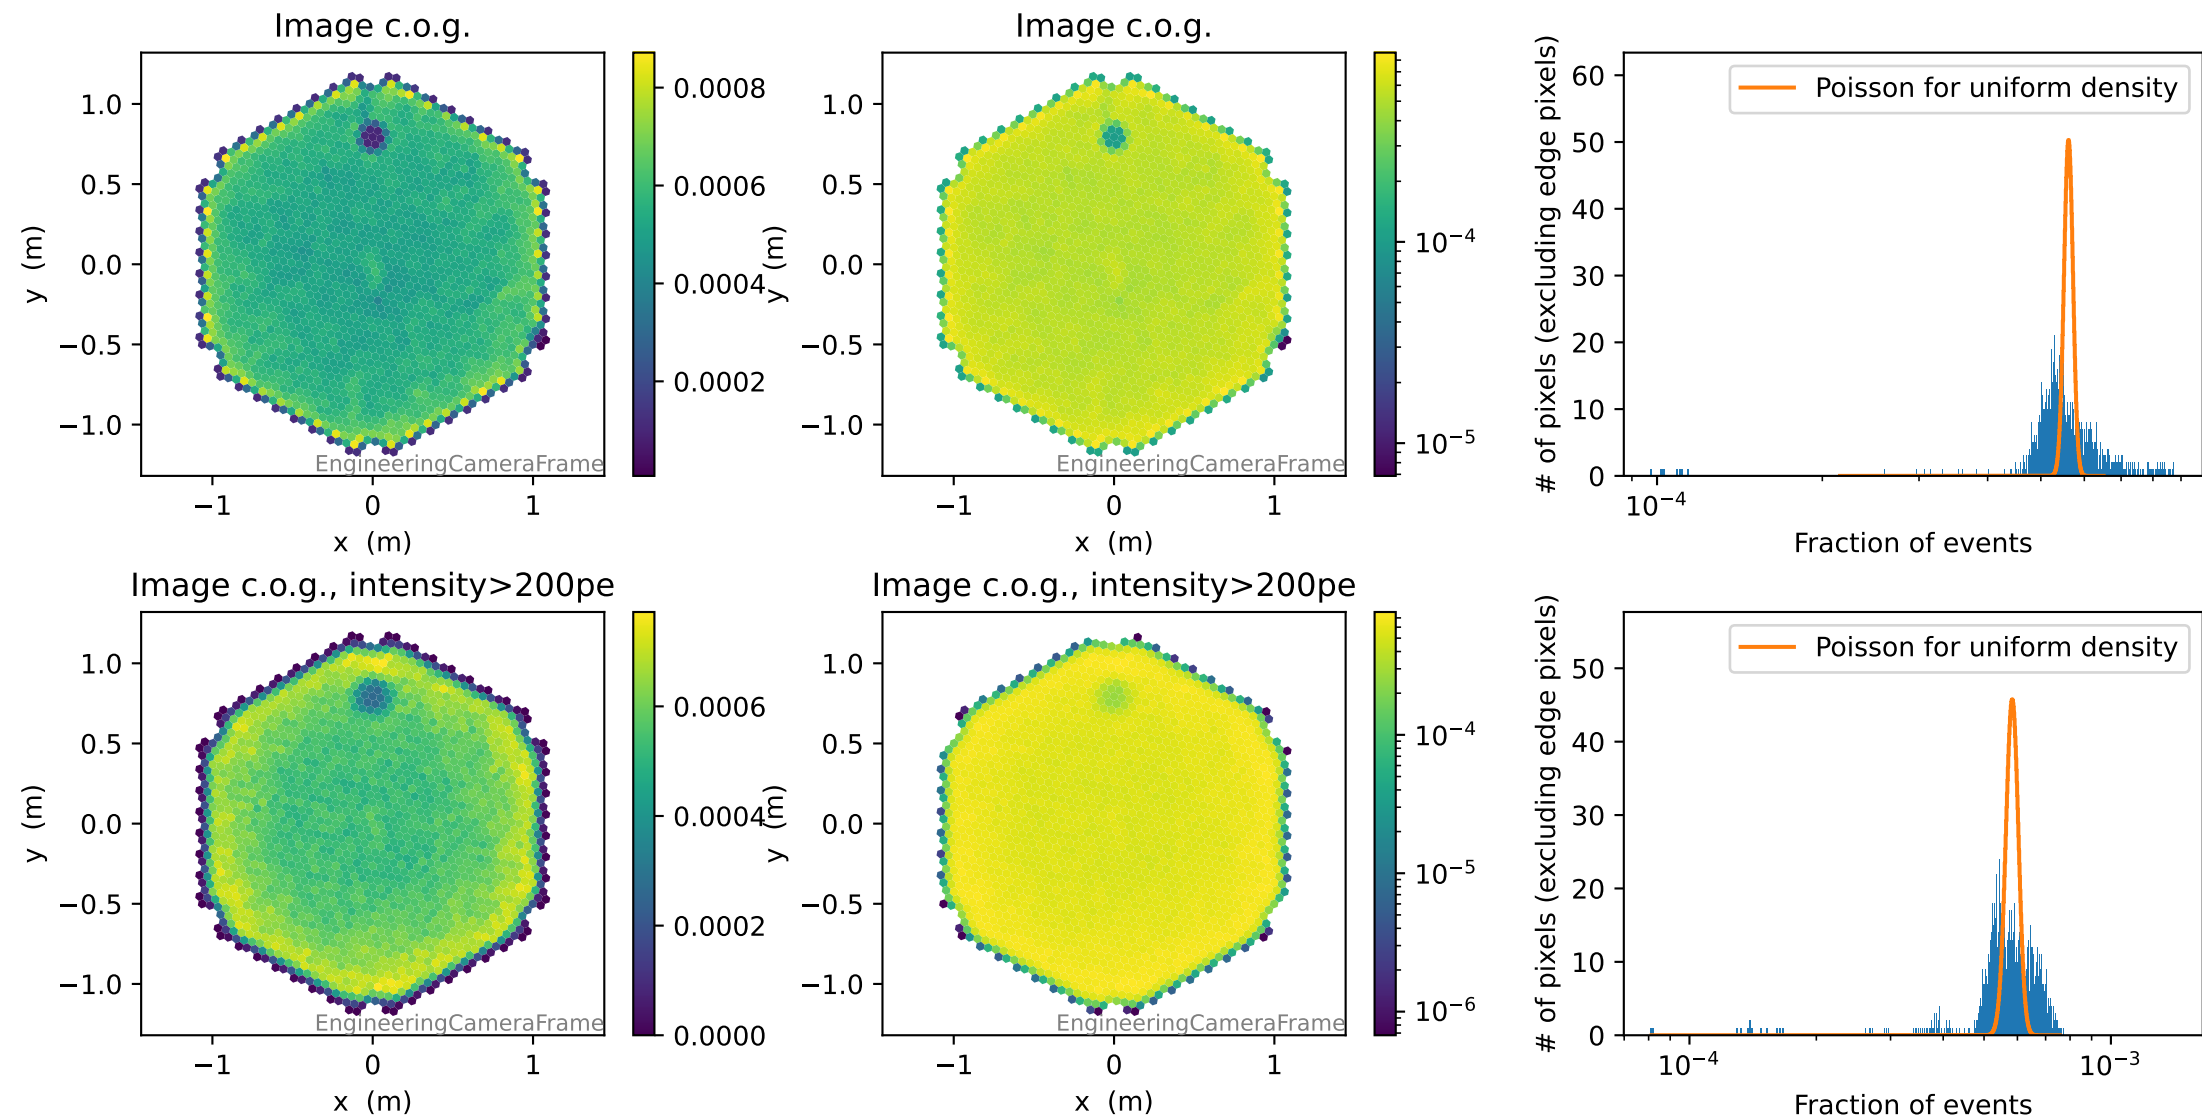 Image c.o.g.
1.0
0.5
0.0
−0.5
−1.0
y (m)
−1 0 1
x (m)
EngineeringCameraFrame
0.0008
0.0006
0.0004
0.0002
Image c.o.g.
1.0
0.5
0.0
−0.5
−1.0
y (m)
−1 0 1
x (m)
EngineeringCameraFrame
10⁻⁴
10⁻⁵
Poisson for uniform density
60
50
40
30
20
10
0
# of pixels (excluding edge pixels)
10⁻⁴
Fraction of events
Image c.o.g., intensity>200pe
1.0
0.5
0.0
−0.5
−1.0
y (m)
−1 0 1
x (m)
EngineeringCameraFrame
0.0006
0.0004
0.0002
0.0000
Image c.o.g., intensity>200pe
1.0
0.5
0.0
−0.5
−1.0
y (m)
−1 0 1
x (m)
EngineeringCameraFrame
10⁻⁴
10⁻⁵
10⁻⁶
Poisson for uniform density
50
40
30
20
10
0
# of pixels (excluding edge pixels)
10⁻⁴ 10⁻³
Fraction of events